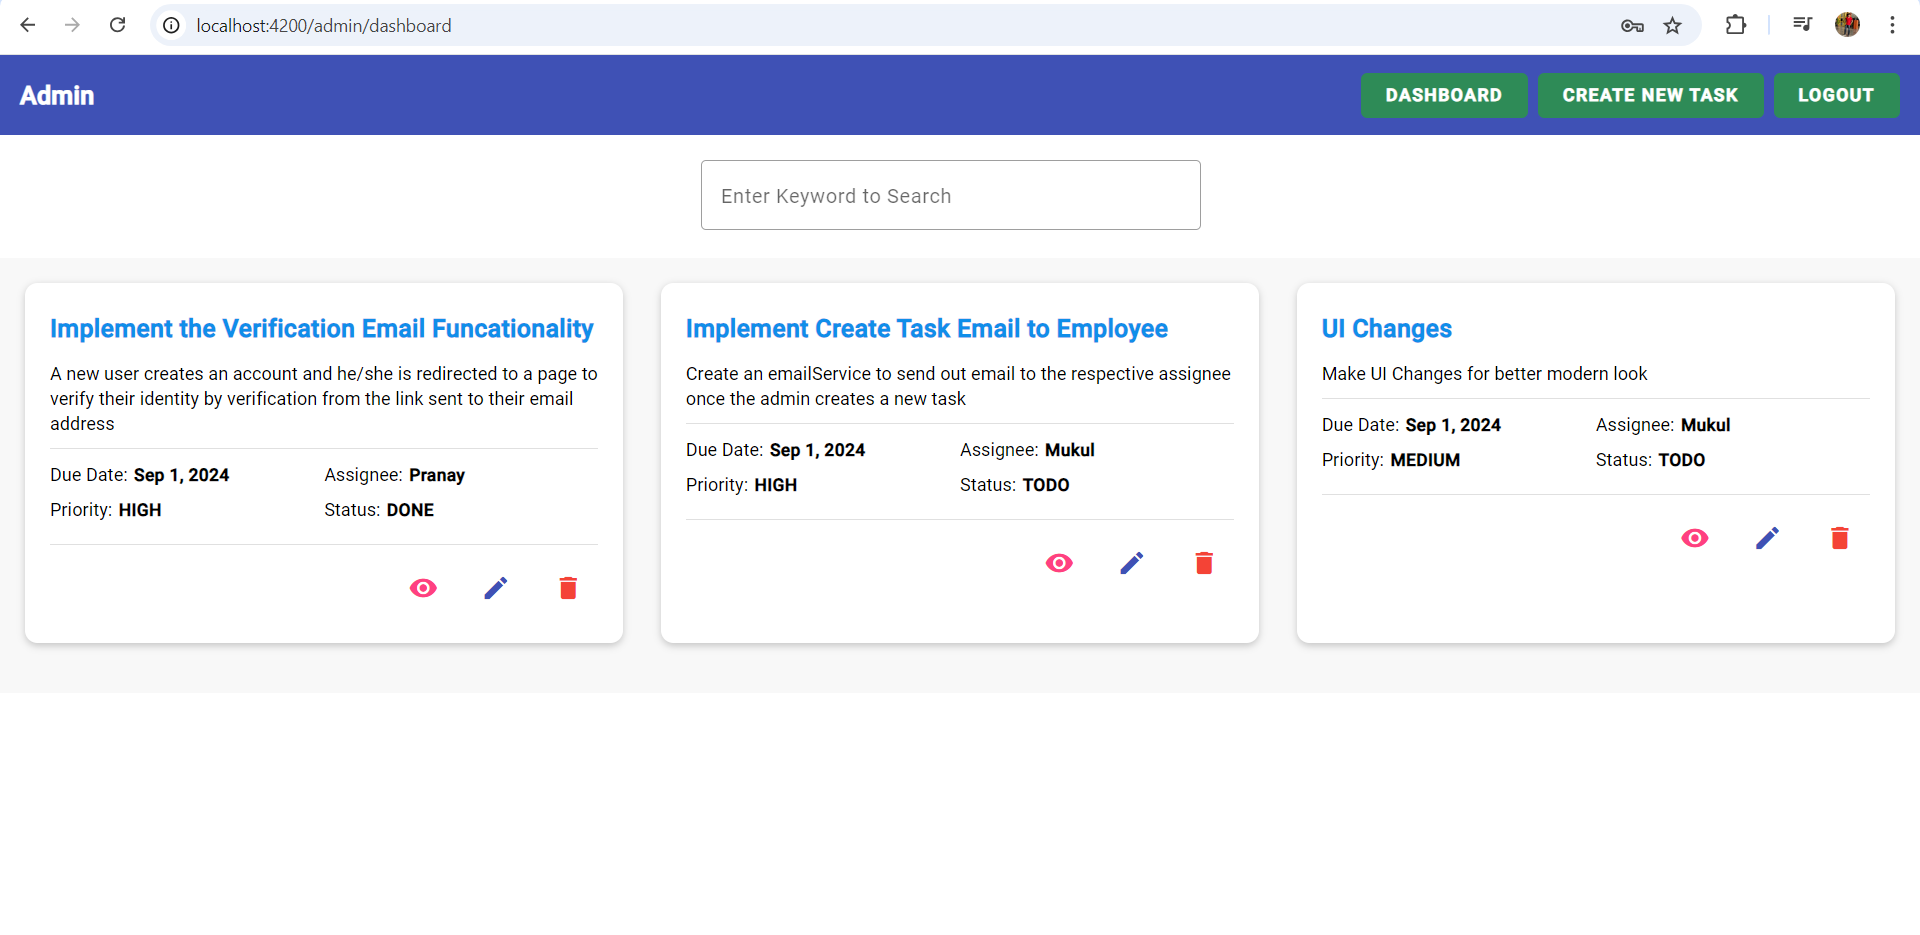 localhost:4200/admin/dashboard
Admin
DASHBOARD
CREATE NEW TASK
LOGOUT
Enter Keyword to Search
Implement the Verification Email Funcationality
A new user creates an account and he/she is redirected to a page to
verify their identity by verification from the link sent to their email
address
Due Date: Sep 1, 2024
Assignee: Pranay
Priority: HIGH
Status: DONE
Implement Create Task Email to Employee
Create an emailService to send out email to the respective assignee
once the admin creates a new task
Due Date: Sep 1, 2024
Assignee: Mukul
Priority: HIGH
Status: TODO
UI Changes
Make UI Changes for better modern look
Due Date: Sep 1, 2024
Assignee: Mukul
Priority: MEDIUM
Status: TODO